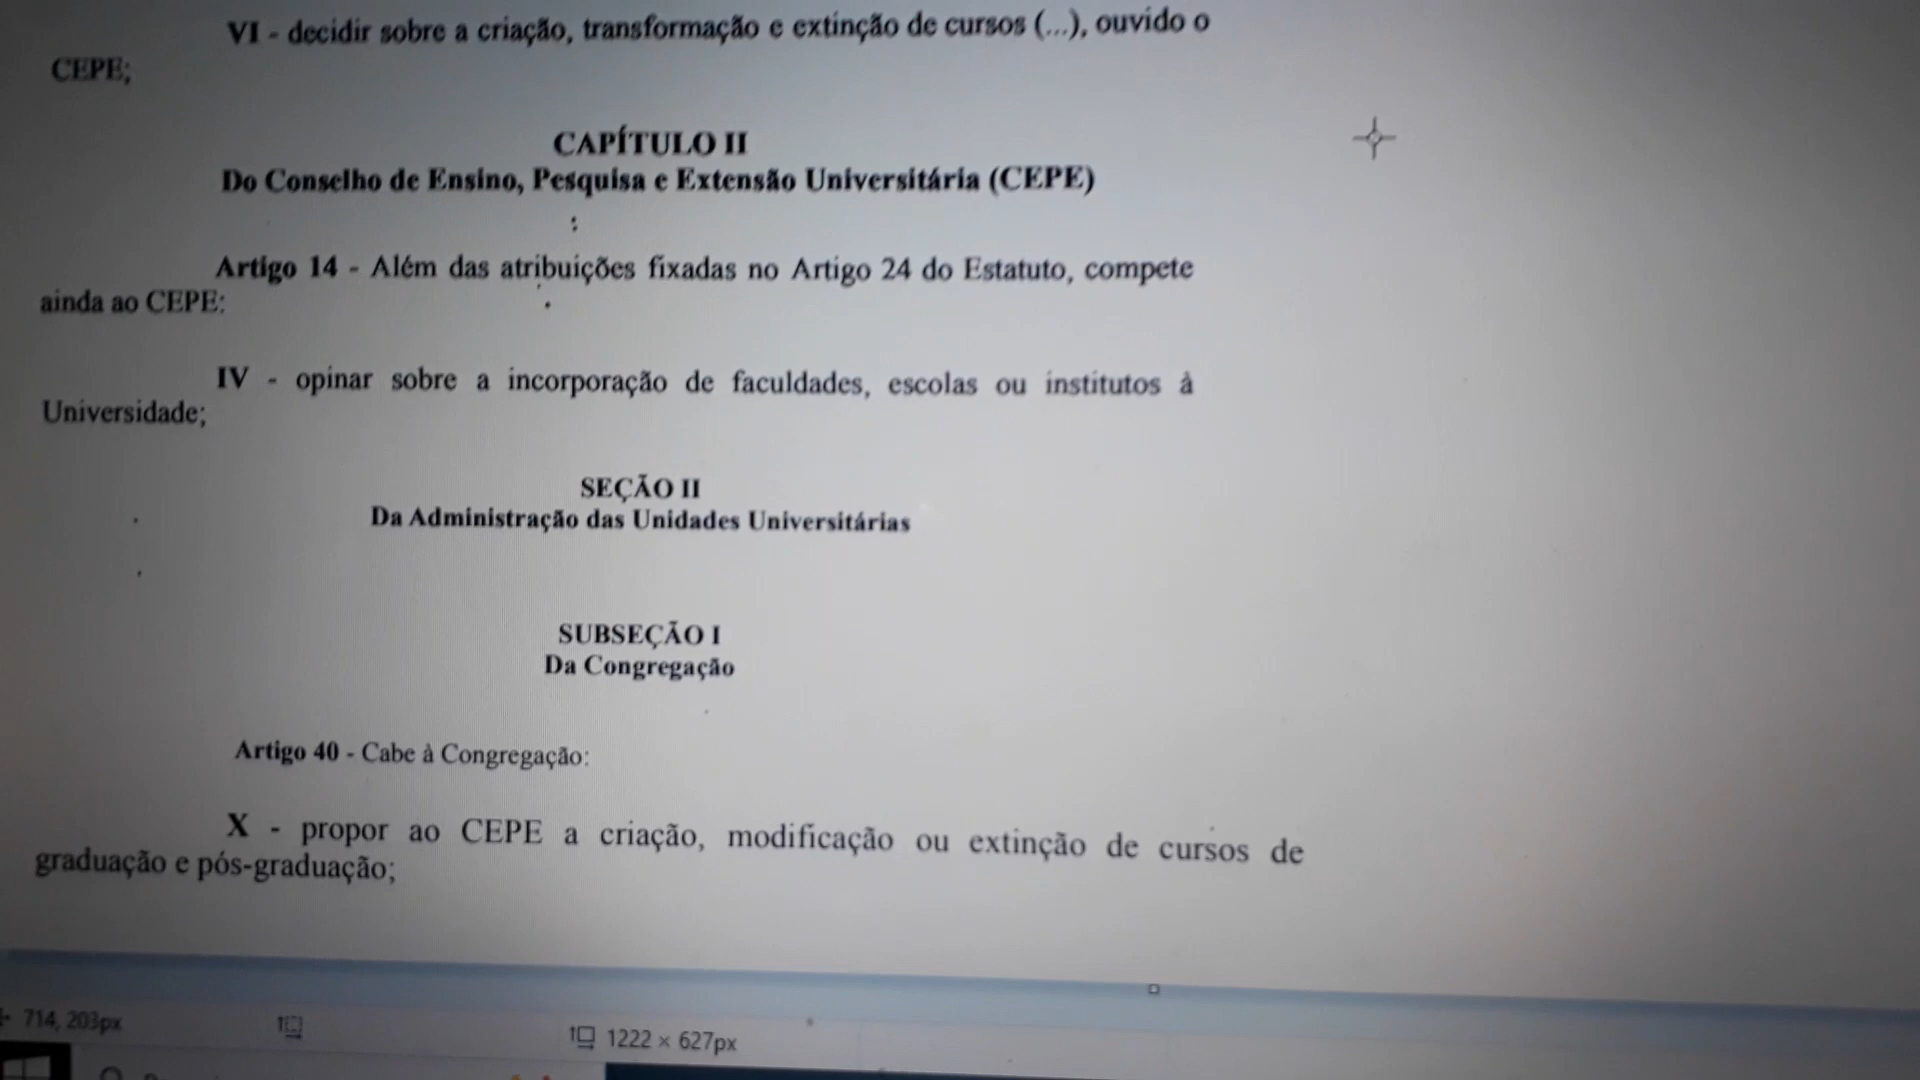 VI - decidir sobre a criação, transformação e extinção de cursos (...), ouvido o
CEPE;
CAPÍTULO II
Do Conselho de Ensino, Pesquisa e Extensão Universitária (CEPE)
Artigo 14 - Além das atribuições fixadas no Artigo 24 do Estatuto, compete
ainda ao CEPE:
IV - opinar sobre a incorporação de faculdades, escolas ou institutos à
Universidade;
SEÇÃO II
Da Administração das Unidades Universitárias
SUBSEÇÃO I
Da Congregação
Artigo 40 - Cabe à Congregação:
X - propor ao CEPE a criação, modificação ou extinção de cursos de
graduação e pós-graduação;
714, 203px
1222 × 627px